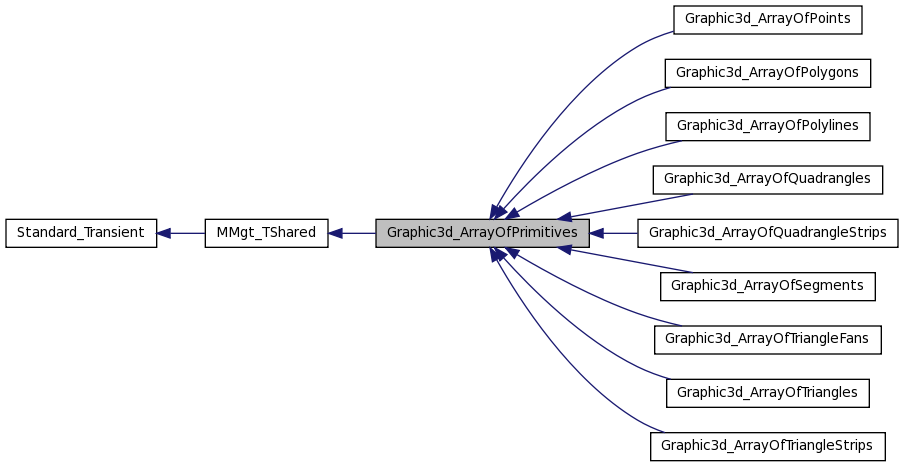 Graphic3d_ArrayOfPoints
Graphic3d_ArrayOfPolygons
Graphic3d_ArrayOfPolylines
Graphic3d_ArrayOfQuadrangles
Standard_Transient
MMgt_TShared
Graphic3d_ArrayOfPrimitives
Graphic3d_ArrayOfQuadrangleStrips
Graphic3d_ArrayOfSegments
Graphic3d_ArrayOfTriangleFans
Graphic3d_ArrayOfTriangles
Graphic3d_ArrayOfTriangleStrips